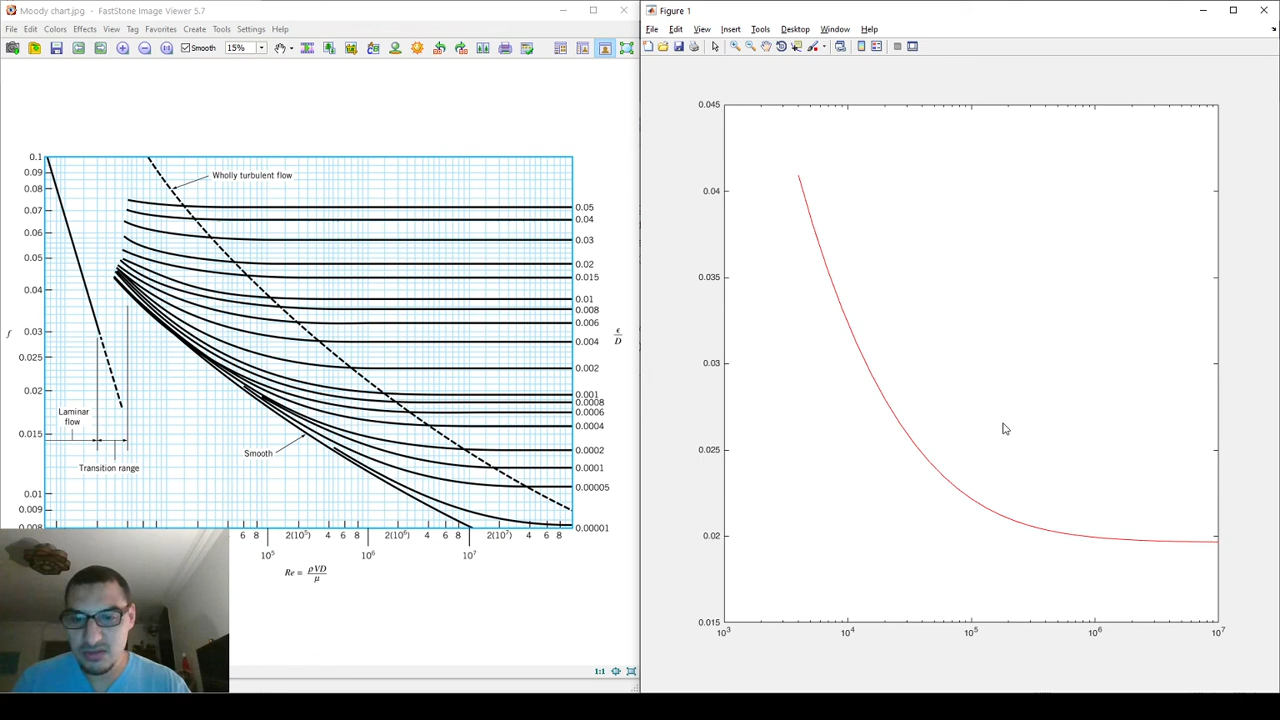 Moody chart.jpg - FastStone Image Viewer 5.7
File Edit Colors Effects View Tag Favorites Create Tools Settings Help
Smooth 15%
0.1
0.09
0.08
0.07
0.06
0.05
0.04
0.03
0.025
0.02
0.015
0.01
0.009
0.008
f
Wholly turbulent flow
Laminar
flow
Transition range
Smooth
0.05
0.04
0.03
0.02
0.015
0.01
0.008
0.006
0.004
0.002
0.001
0.0008
0.0006
0.0004
0.0002
0.0001
0.00005
0.00001
ϵ
D
6 8 2(10⁵) 4 6 8 2(10⁶) 4 6 8 2(10⁷) 4 6 8
10⁵ 10⁶ 10⁷
Re = ρVD
μ
1:1
Figure 1
File Edit View Insert Tools Desktop Window Help
0.045
0.04
0.035
0.03
0.025
0.02
0.015
10³ 10⁴ 10⁵ 10⁶ 10⁷